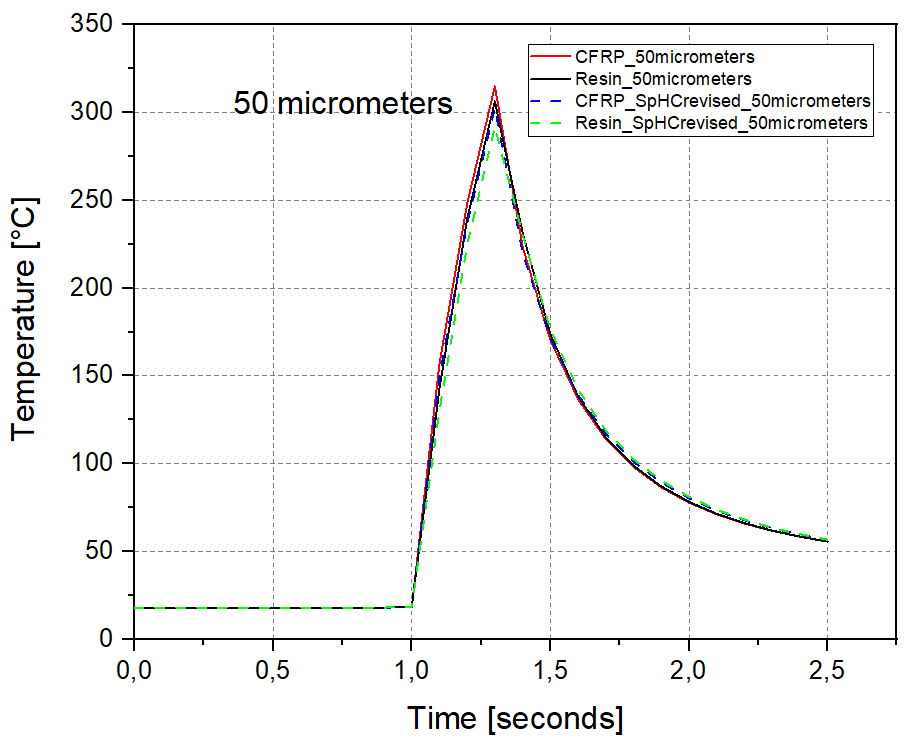 350
300
250
200
150
100
50
0
Temperature [°C]
50 micrometers
CFRP_50micrometers
Resin_50micrometers
CFRP_SpHCrevised_50micrometers
Resin_SpHCrevised_50micrometers
0,0 0,5 1,0 1,5 2,0 2,5
Time [seconds]